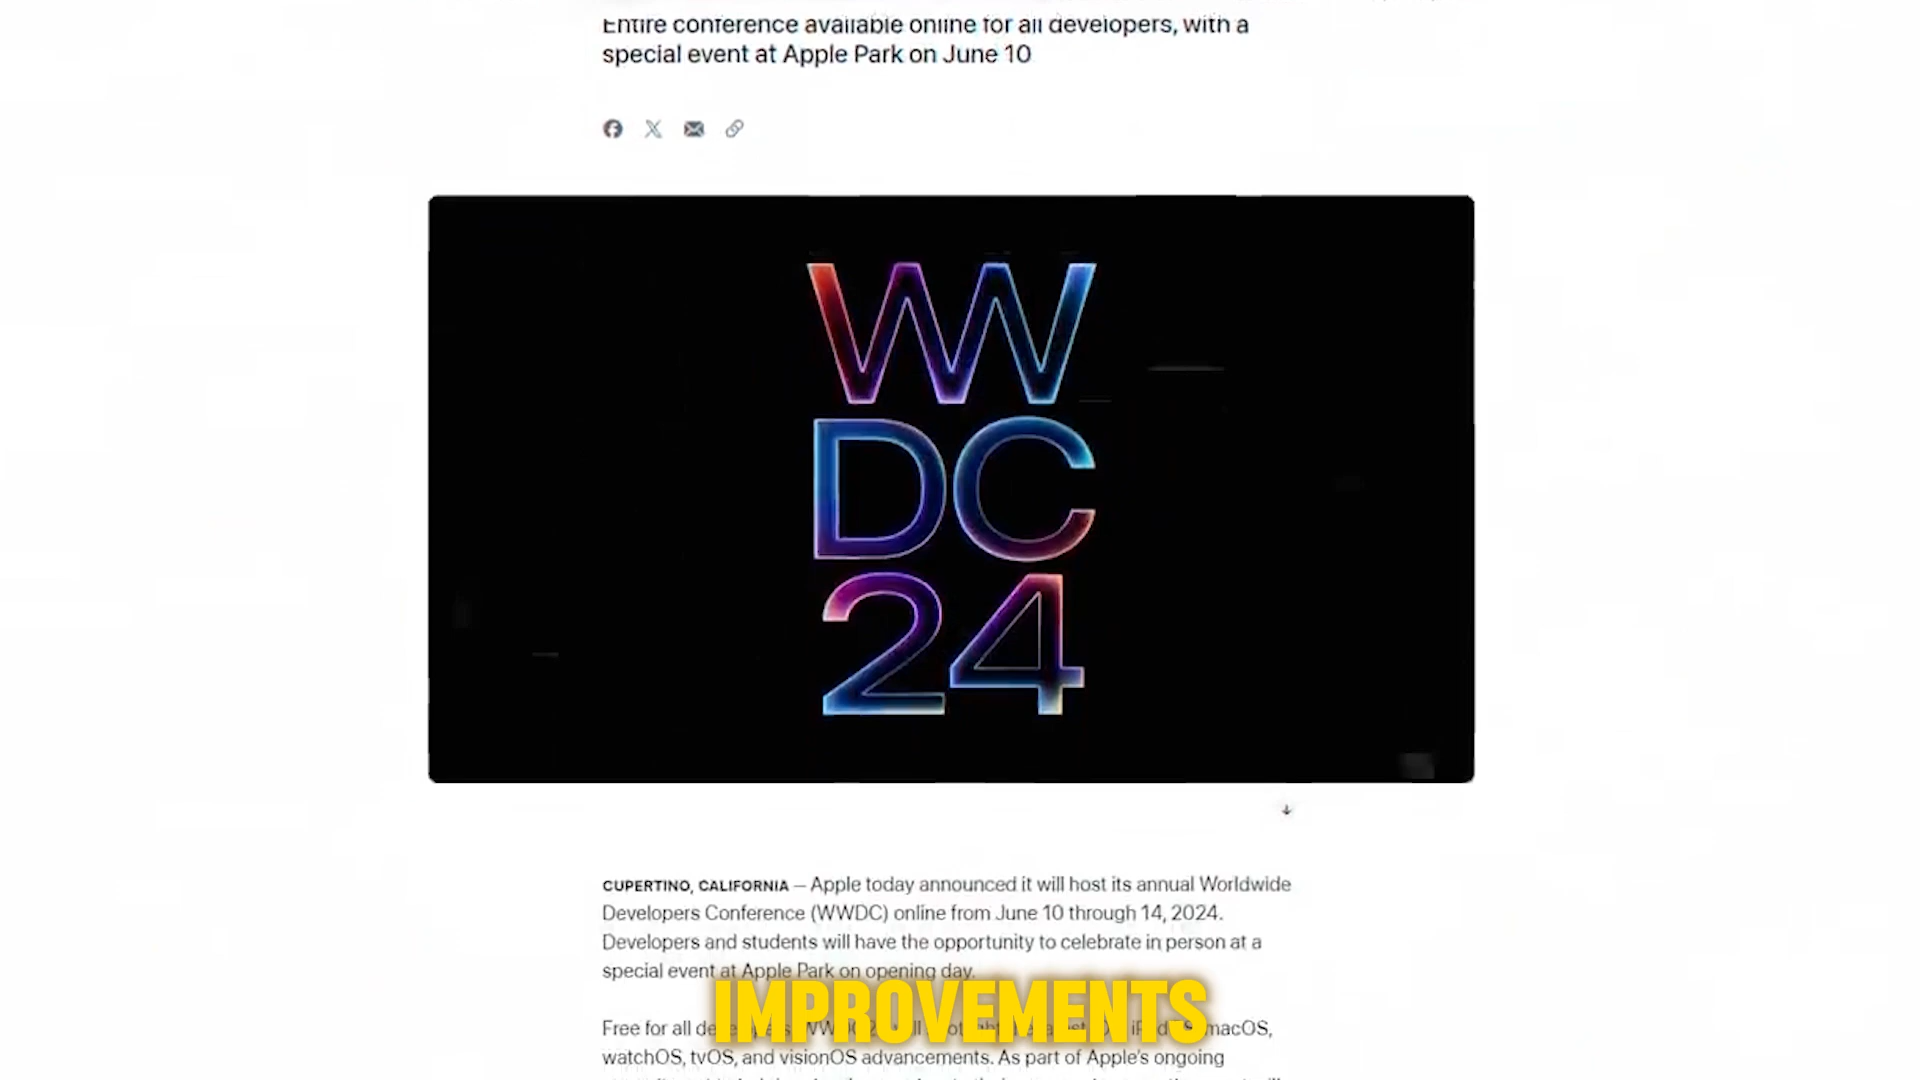 Entire conference available online for all developers, with a
special event at Apple Park on June 10
WW
DC
24
CUPERTINO, CALIFORNIA — Apple today announced it will host its annual Worldwide
Developers Conference (WWDC) online from June 10 through 14, 2024.
Developers and students will have the opportunity to celebrate in person at a
special event at Apple Park on opening day.
IMPROVEMENTS
Free for all macOS,
watchOS, tvOS, and visionOS advancements. As part of Apple's ongoing